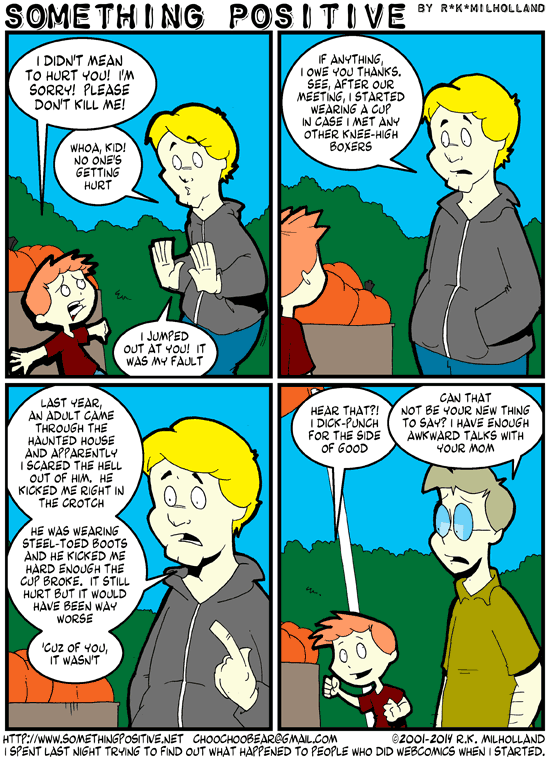 SOMETHING POSITIVE BY R*K*MILHOLLAND
I DIDN'T MEAN
TO HURT YOU! I'M
SORRY! PLEASE
DON'T KILL ME!
WHOA, KID!
NO ONE'S
GETTING
HURT
I JUMPED
OUT AT YOU! IT
WAS MY FAULT
IF ANYTHING,
I OWE YOU THANKS.
SEE, AFTER OUR
MEETING, I STARTED
WEARING A CUP
IN CASE I MET ANY
OTHER KNEE-HIGH
BOXERS
LAST YEAR,
AN ADULT CAME
THROUGH THE
HAUNTED HOUSE
AND APPARENTLY
I SCARED THE HELL
OUT OF HIM. HE
KICKED ME RIGHT IN
THE CROTCH
HE WAS WEARING
STEEL-TOED BOOTS
AND HE KICKED ME
HARD ENOUGH THE
CUP BROKE. IT STILL
HURT BUT IT WOULD
HAVE BEEN WAY
WORSE
'CUZ OF YOU,
IT WASN'T
HEAR THAT?!
I DICK-PUNCH
FOR THE SIDE
OF GOOD
CAN THAT
NOT BE YOUR NEW THING
TO SAY? I HAVE ENOUGH
AWKWARD TALKS WITH
YOUR MOM
HTTP://WWW.SOMETHINGPOSITIVE.NET CHOOCHOOBEAR@GMAIL.COM ©2001-2014 R.K. MILHOLLAND
I SPENT LAST NIGHT TRYING TO FIND OUT WHAT HAPPENED TO PEOPLE WHO DID WEBCOMICS WHEN I STARTED.